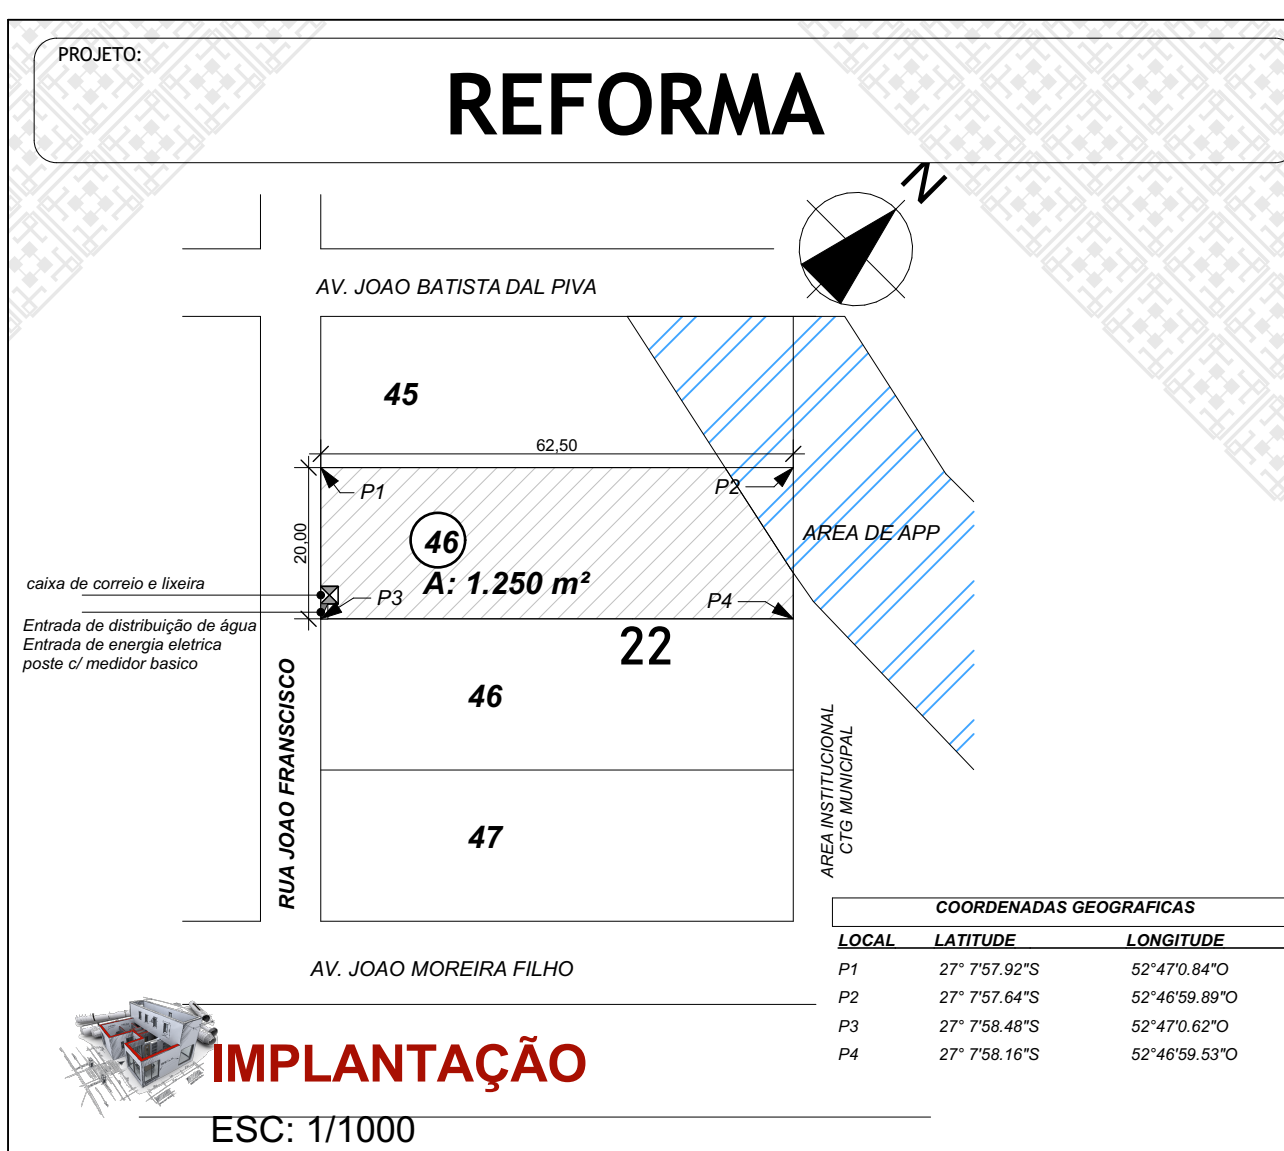 PROJETO:
REFORMA
N
AV. JOAO BATISTA DAL PIVA
45
62,50
P1
P2
20,00
46
A: 1.250 m²
AREA DE APP
caixa de correio e lixeira
P3
P4
Entrada de distribuição de água
Entrada de energia eletrica
poste c/ medidor basico
22
RUA JOAO FRANSCISCO
46
AREA INSTITUCIONAL
CTG MUNICIPAL
47
COORDENADAS GEOGRAFICAS
LOCAL LATITUDE LONGITUDE
P1 27° 7'57.92"S 52°47'0.84"O
P2 27° 7'57.64"S 52°46'59.89"O
P3 27° 7'58.48"S 52°47'0.62"O
P4 27° 7'58.16"S 52°46'59.53"O
AV. JOAO MOREIRA FILHO
IMPLANTAÇÃO
ESC: 1/1000